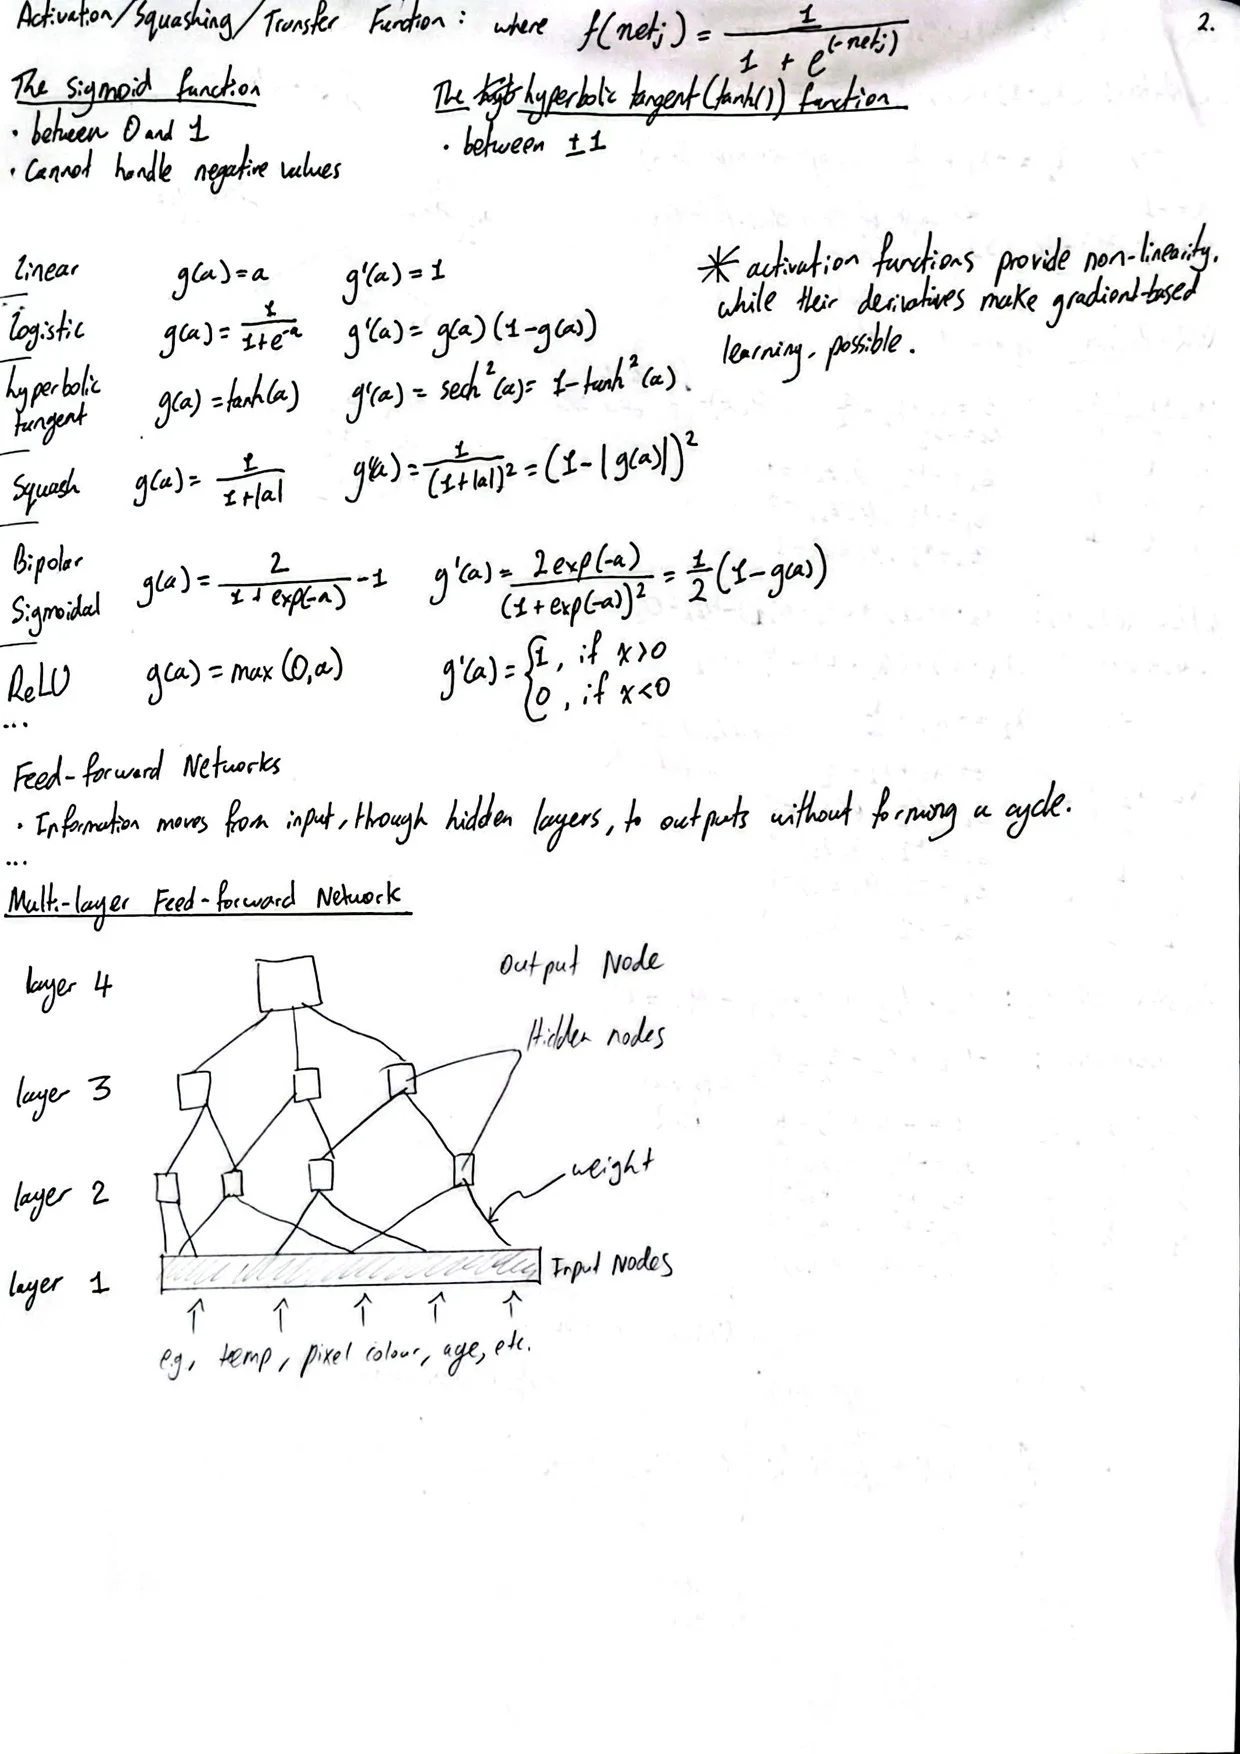 Activation/Squashing/Transfer Function: where f(netj) = 1 / (1 + e^(-netj))
2.
The sigmoid function
• between 0 and 1
• Cannot handle negative values
The hyperbolic tangent (tanh()) function
• between ±1
linear g(a)=a g'(a)=1
logistic g(a)= 1/(1+e^-a) g'(a)= g(a)(1-g(a))
hyperbolic tangent g(a)=tanh(a) g'(a)= sech²(a)= 1-tanh²(a).
Squash g(a)= 1/(1+|a|) g'(a)= 1/(1+|a|)² = (1-|g(a)|)²
Bipolar Sigmoidal g(a)= 2/(1+exp(-a)) -1 g'(a)= 2exp(-a)/(1+exp(-a))² = 1/2(1-g(a))
ReLU g(a)= max(0,a) g'(a)= {1, if x>0
0, if x<0
...
* activation functions provide non-linearity,
while their derivatives make gradient-based
learning, possible.
Feed-forward Networks
• Information moves from input, through hidden layers, to outputs without forming a cycle.
...
Multi-layer Feed-forward Network
layer 4
Output Node
Hidden nodes
layer 3
weight
layer 2
layer 1
Input Nodes
e.g, temp, pixel colour, age, etc.